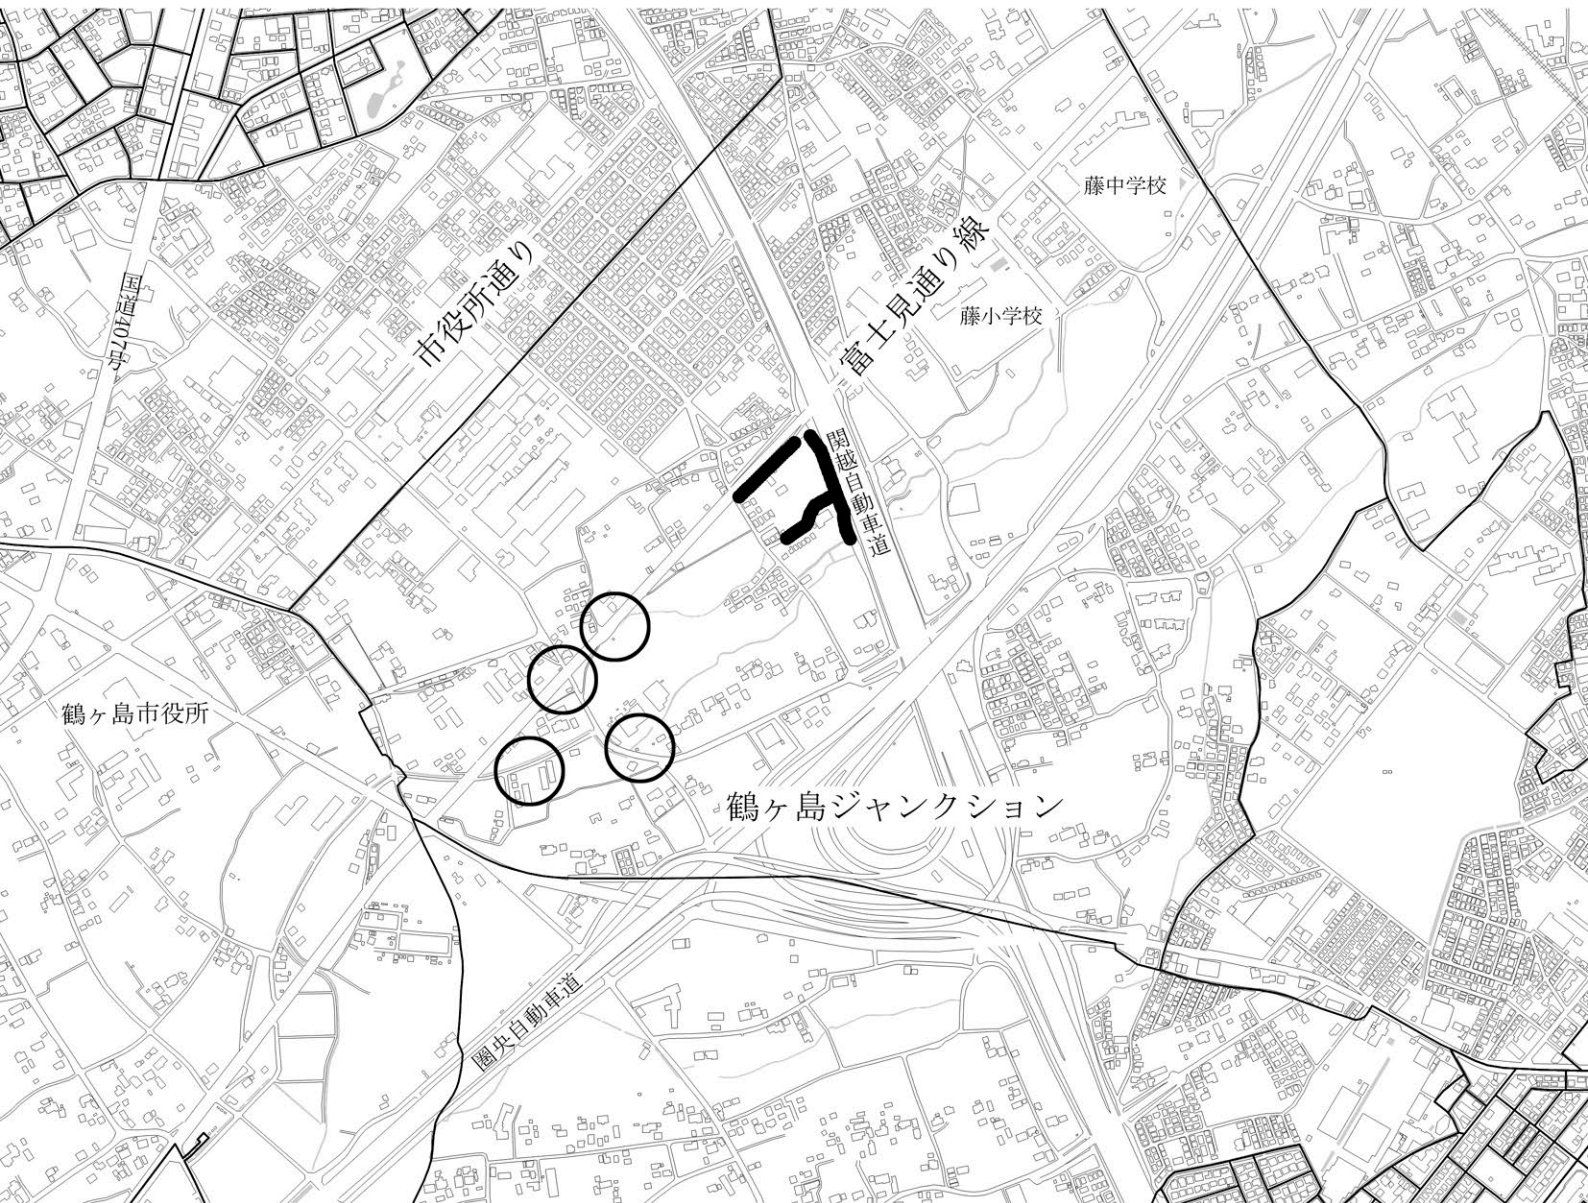 藤中学校
富士見通り線
市役所通り
国道407号
藤小学校
関越自動車道
鶴ヶ島市役所
鶴ヶ島ジャンクション
圏央自動車道